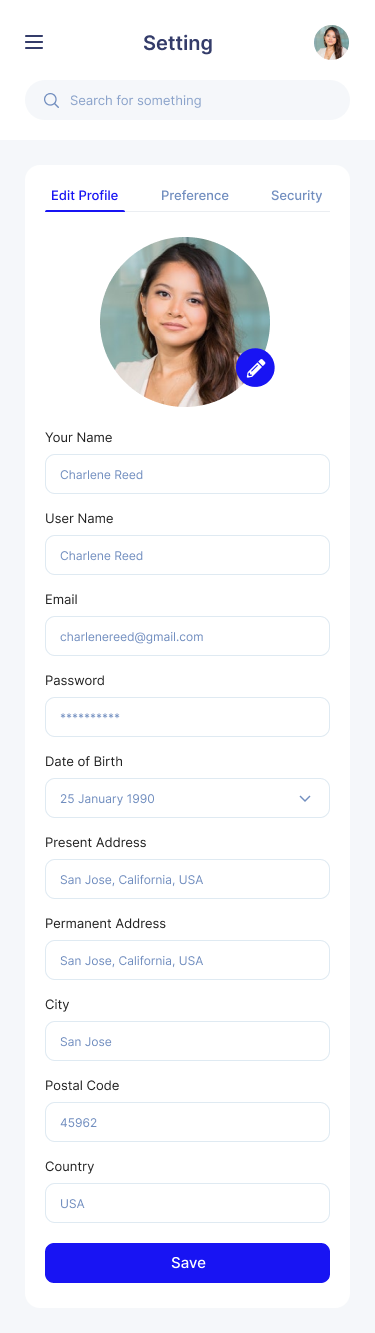 Setting
Search for something
Edit Profile Preference Security
Your Name
Charlene Reed
User Name
Charlene Reed
Email
charlenereed@gmail.com
Password
**********
Date of Birth
25 January 1990
Present Address
San Jose, California, USA
Permanent Address
San Jose, California, USA
City
San Jose
Postal Code
45962
Country
USA
Save